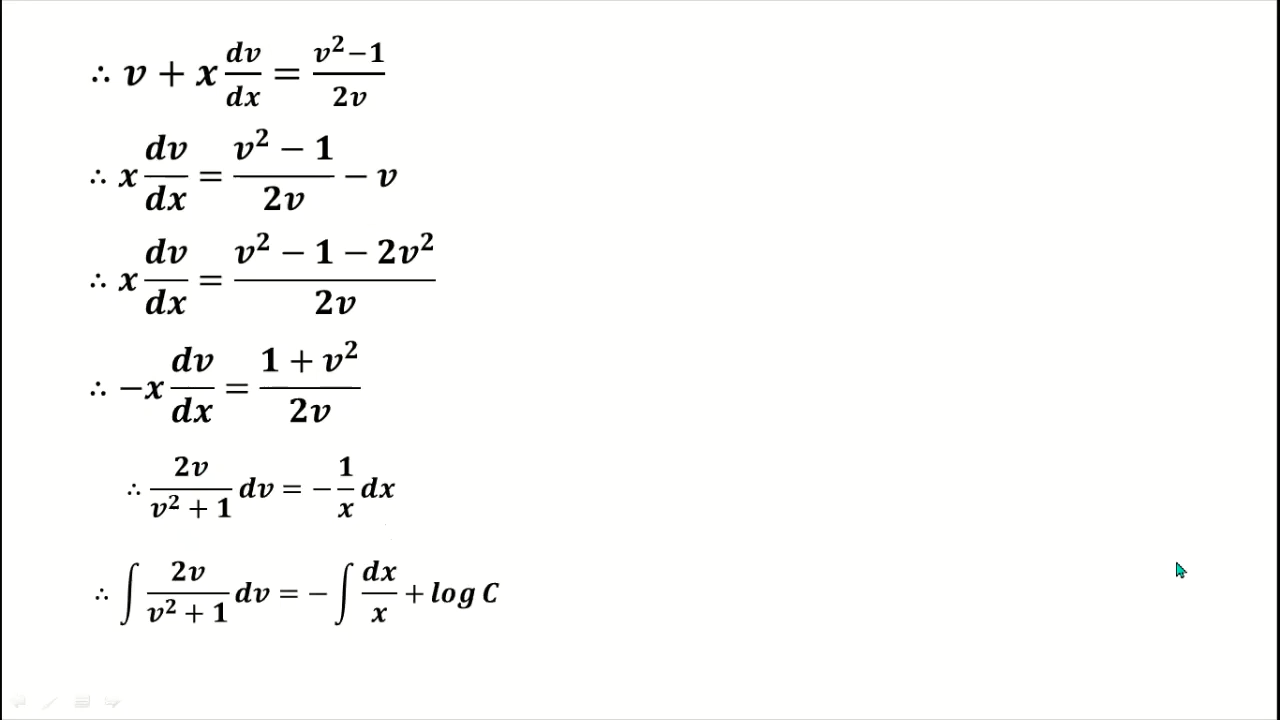 ∴ v + x dv/dx = (v² − 1)/2v
∴ x dv/dx = (v² − 1)/2v − v
∴ x dv/dx = (v² − 1 − 2v²)/2v
∴ −x dv/dx = (1 + v²)/2v
∴ 2v/(v² + 1) dv = −1/x dx
∴ ∫ 2v/(v² + 1) dv = − ∫ dx/x + log C